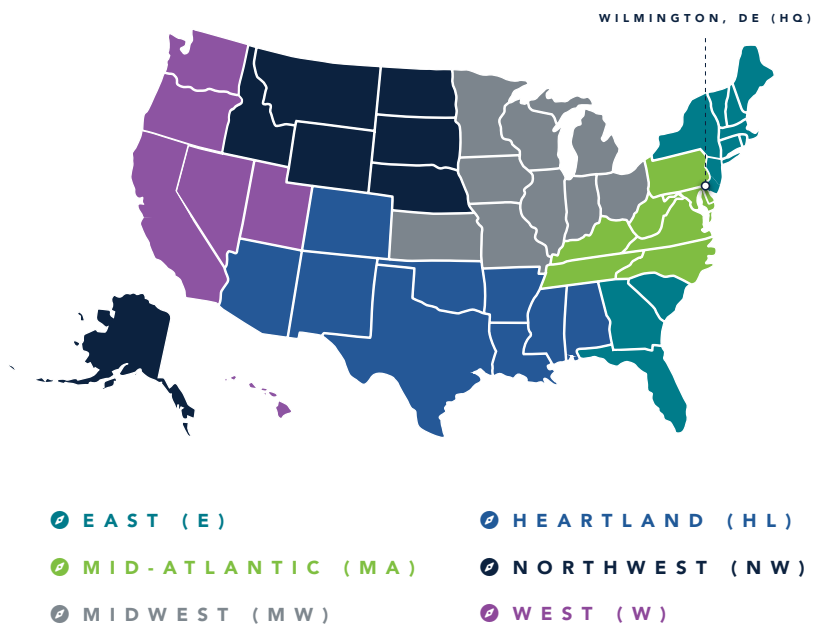 WILMINGTON, DE (HQ)
EAST (E)
HEARTLAND (HL)
MID-ATLANTIC (MA)
NORTHWEST (NW)
MIDWEST (MW)
WEST (W)